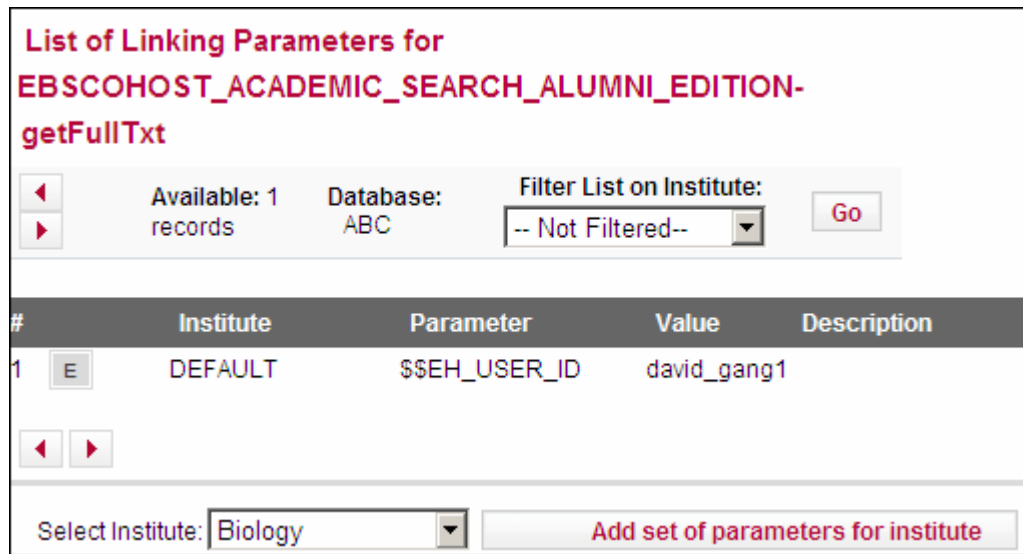 List of Linking Parameters for
EBSCOHOST_ACADEMIC_SEARCH_ALUMNI_EDITION-
getFullTxt
Available: 1 records
Database: ABC
Filter List on Institute:
-- Not Filtered--
Go
# Institute Parameter Value Description
1 E DEFAULT $$EH_USER_ID david_gang1
Select Institute: Biology Add set of parameters for institute